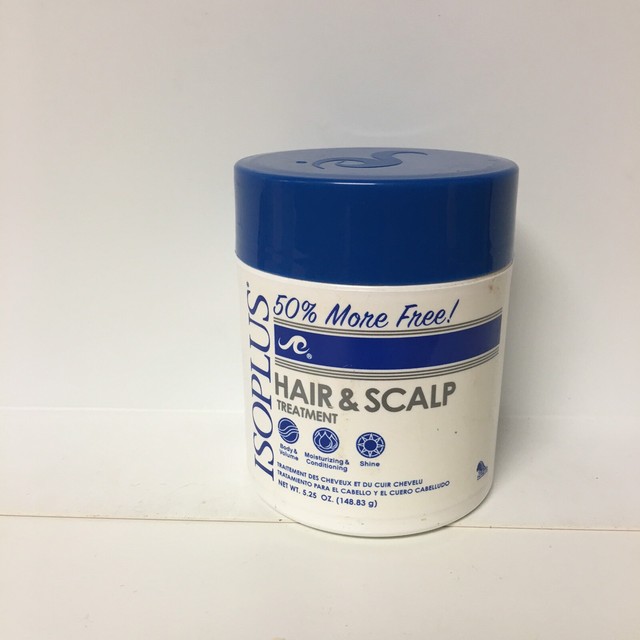 ISOPLUS
50% More Free!
HAIR & SCALP
TREATMENT
Body &
Volume
Moisturizing &
Conditioning
Shine
TRAITEMENT DES CHEVEUX ET DU CUIR CHEVELU
TRATAMIENTO PARA EL CABELLO Y EL CUERO CABELLUDO
NET WT. 5.25 OZ. (148.83 g)